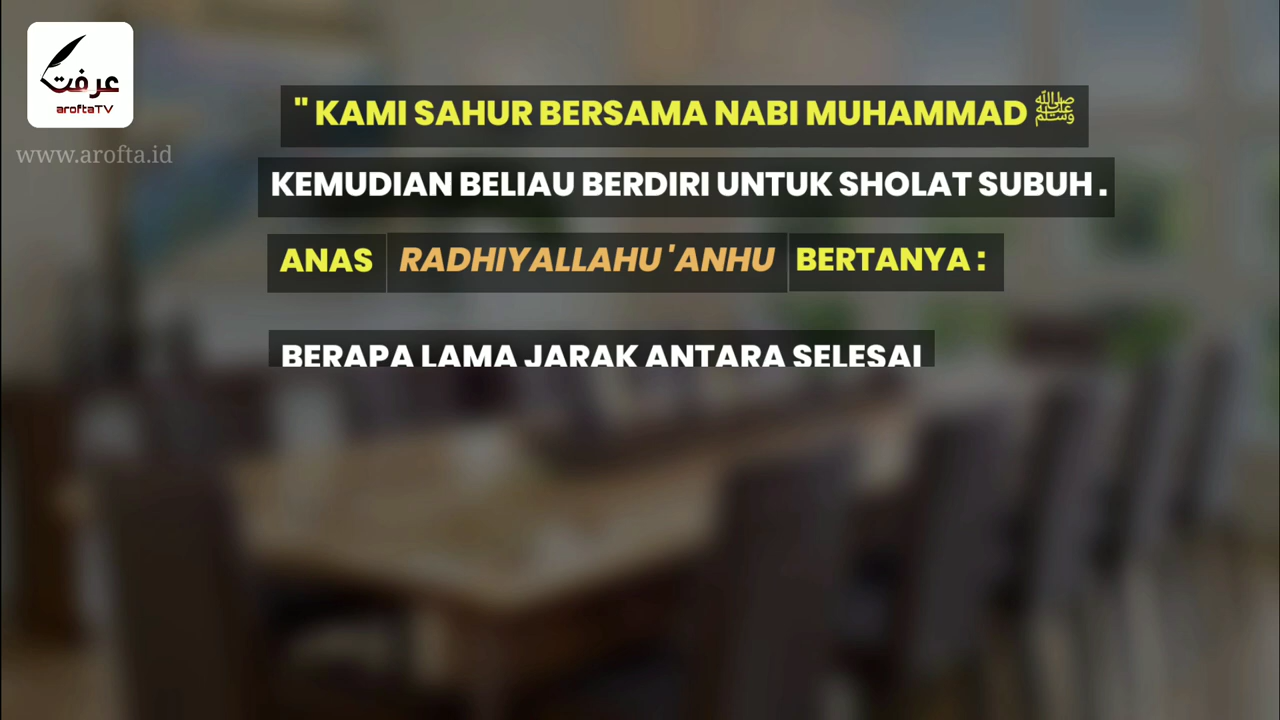 عرفت
aroftaTV
www.arofta.id
" KAMI SAHUR BERSAMA NABI MUHAMMAD ﷺ
KEMUDIAN BELIAU BERDIRI UNTUK SHOLAT SUBUH .
ANAS RADHIYALLAHU 'ANHU BERTANYA :
BERAPA LAMA JARAK ANTARA SELESAI